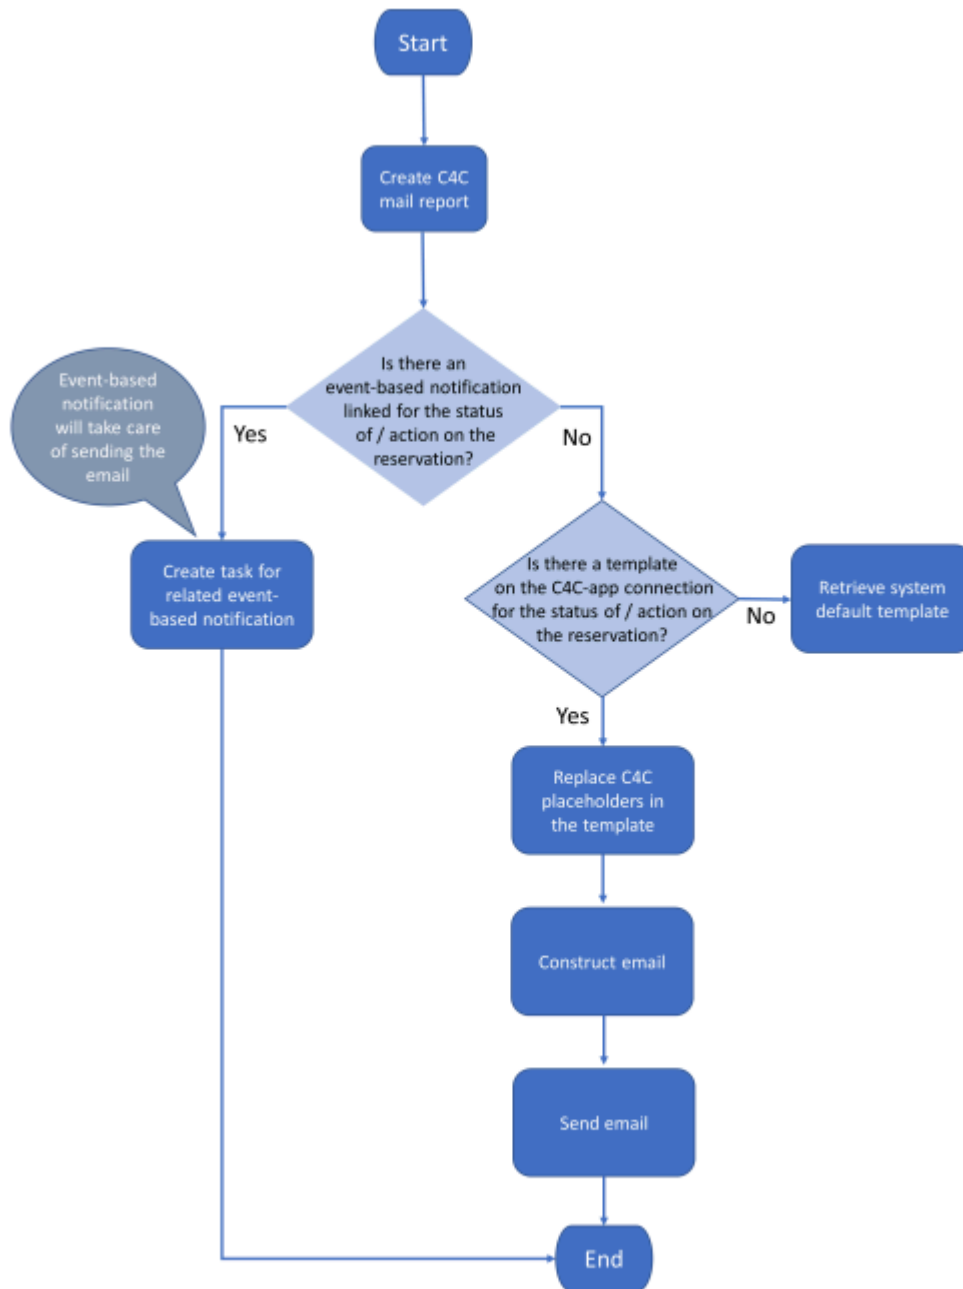 Start
Create C4C
mail report
Is there an
event-based notification
linked for the status
of / action on the
reservation?
Event-based
notification
will take care
of sending the
email
Yes
No
Create task for
related event-
based notification
Is there a template
on the C4C-app connection
for the status of / action on
the reservation?
No
Retrieve system
default template
Yes
Replace C4C
placeholders in
the template
Construct email
Send email
End